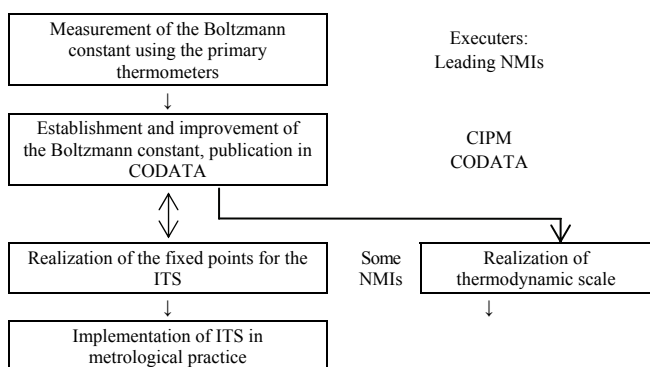 Measurement of the Boltzmann
constant using the primary
thermometers
Executers:
Leading NMIs
↓
Establishment and improvement of
the Boltzmann constant, publication in
CODATA
CIPM
CODATA
Realization of the fixed points for the
ITS
Some
NMIs
Realization of
thermodynamic scale
↓
↓
Implementation of ITS in
metrological practice